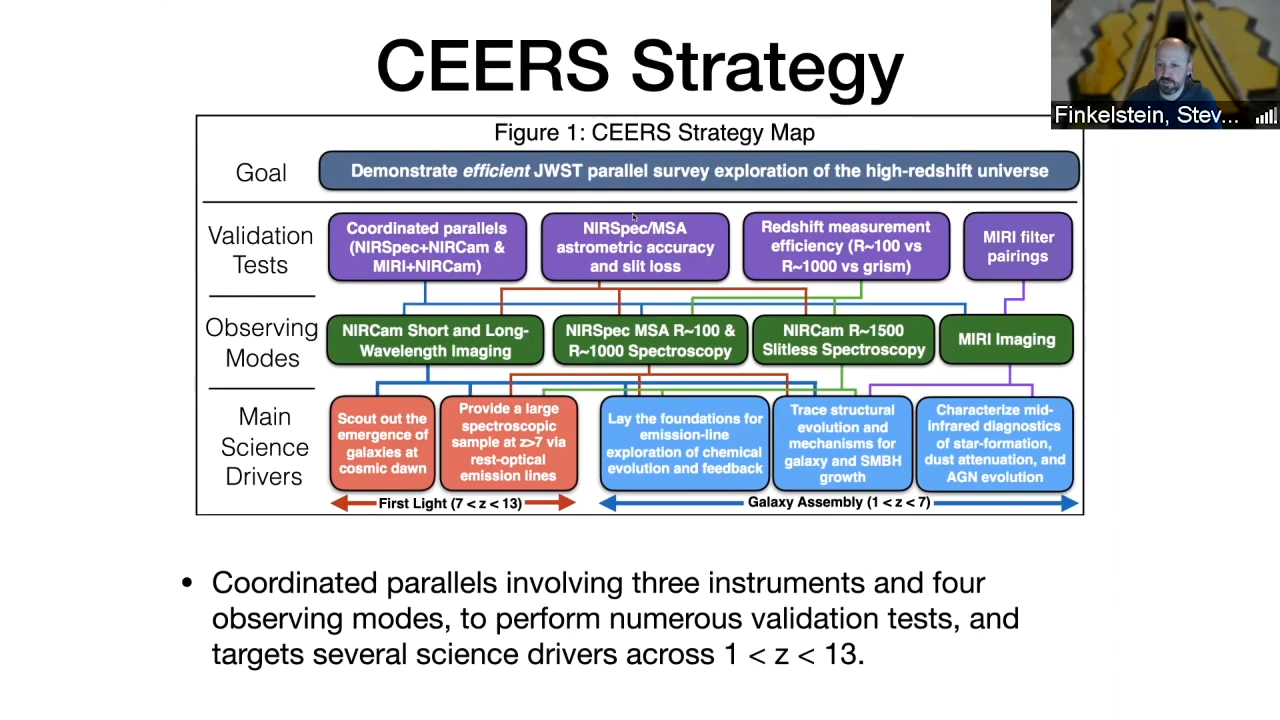 CEERS Strategy
Finkelstein, Stev...
Figure 1: CEERS Strategy Map
Goal
Demonstrate efficient JWST parallel survey exploration of the high-redshift universe
Validation
Tests
Coordinated parallels
(NIRSpec+NIRCam &
MIRI+NIRCam)
NIRSpec/MSA
astrometric accuracy
and slit loss
Redshift measurement
efficiency (R~100 vs
R~1000 vs grism)
MIRI filter
pairings
Observing
Modes
NIRCam Short and Long-
Wavelength Imaging
NIRSpec MSA R~100 &
R~1000 Spectroscopy
NIRCam R~1500
Slitless Spectroscopy
MIRI Imaging
Main
Science
Drivers
Scout out the
emergence of
galaxies at
cosmic dawn
Provide a large
spectroscopic
sample at z>7 via
rest-optical
emission lines
Lay the foundations for
emission-line
exploration of chemical
evolution and feedback
Trace structural
evolution and
mechanisms for
galaxy and SMBH
growth
Characterize mid-
infrared diagnostics
of star-formation,
dust attenuation, and
AGN evolution
First Light (7 < z < 13)
Galaxy Assembly (1 < z < 7)
• Coordinated parallels involving three instruments and four
observing modes, to perform numerous validation tests, and
targets several science drivers across 1 < z < 13.